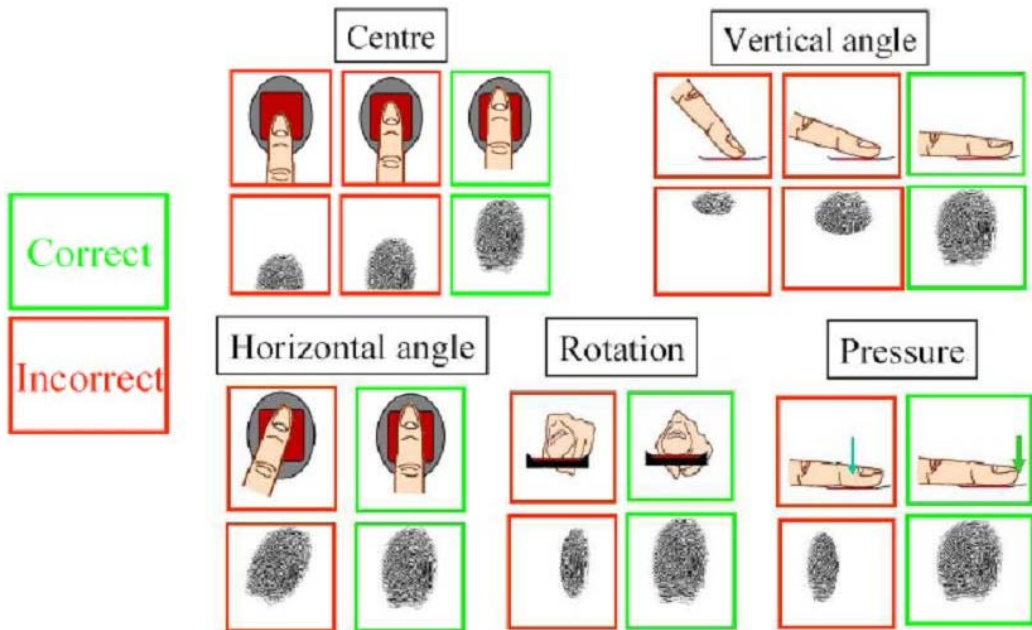 Centre
Vertical angle
Correct
Incorrect
Horizontal angle
Rotation
Pressure